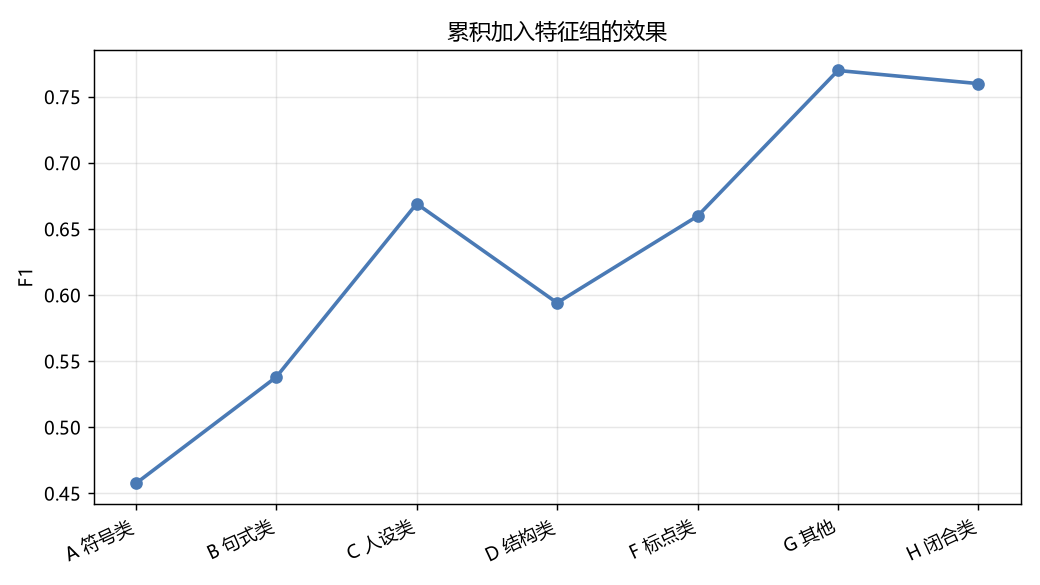 累积加入特征组的效果
F1
0.75
0.70
0.65
0.60
0.55
0.50
0.45
A 符号类
B 句式类
C 人设类
D 结构类
F 标点类
G 其他
H 闭合类